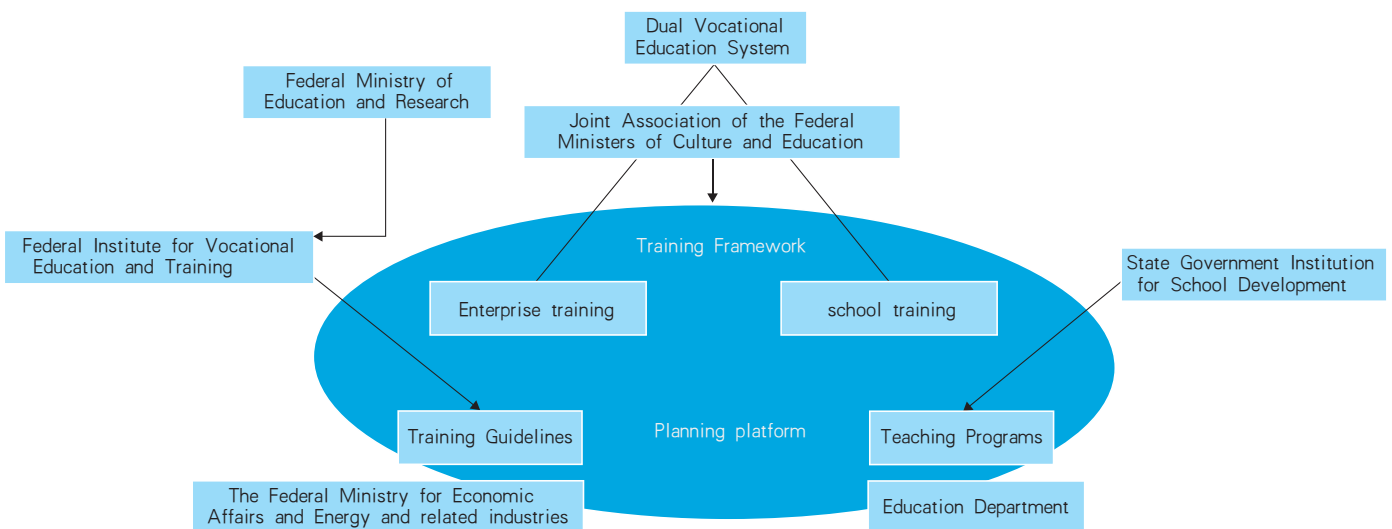 Dual Vocational
Education System
Federal Ministry of
Education and Research
Joint Association of the Federal
Ministers of Culture and Education
Training Framework
Federal Institute for Vocational
Education and Training
State Government Institution
for School Development
Enterprise training
school training
Training Guidelines
Planning platform
Teaching Programs
The Federal Ministry for Economic
Affairs and Energy and related industries
Education Department